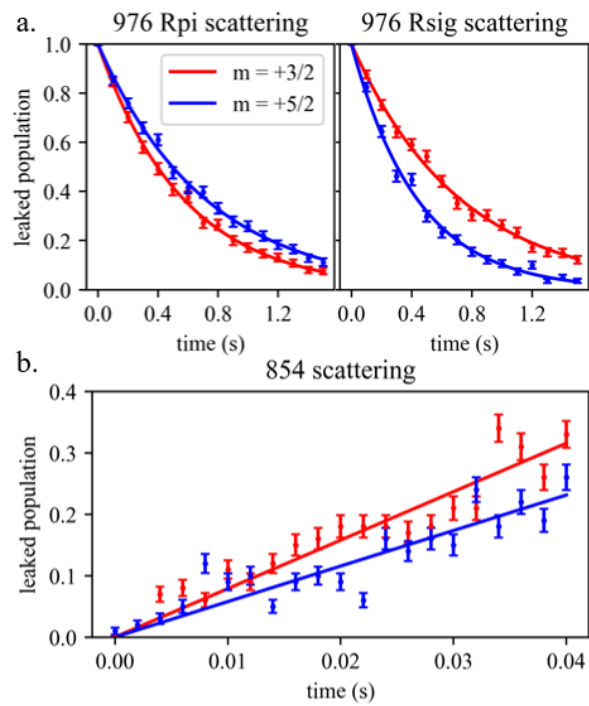 a.
976 Rpi scattering
976 Rsig scattering
m = +3/2
m = +5/2
leaked population
1.0
0.8
0.6
0.4
0.2
0.0
0.0 0.4 0.8 1.2
0.0 0.4 0.8 1.2
time (s)
time (s)
b.
854 scattering
leaked population
0.4
0.3
0.2
0.1
0.0
0.00 0.01 0.02 0.03 0.04
time (s)